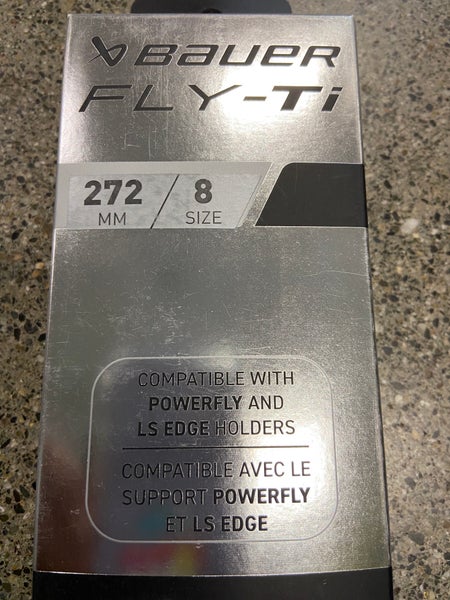 BAUER
FLY-Ti
272 / 8
MM SIZE
COMPATIBLE WITH
POWERFLY AND
LS EDGE HOLDERS
COMPATIBLE AVEC LE
SUPPORT POWERFLY
ET LS EDGE